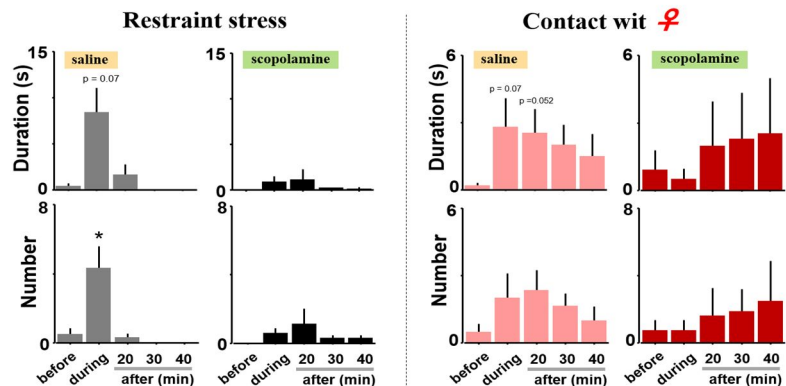 Restraint stress
Contact wit ♀
Duration (s)
15
0
saline
p = 0.07
15
0
scopolamine
6
0
saline
p = 0.07
p =0.052
6
0
scopolamine
Number
8
0
*
before
during
20
30
40
after (min)
8
0
before
during
20
30
40
after (min)
Duration (s)
Number
6
0
before
during
20
30
40
after (min)
8
0
before
during
20
30
40
after (min)